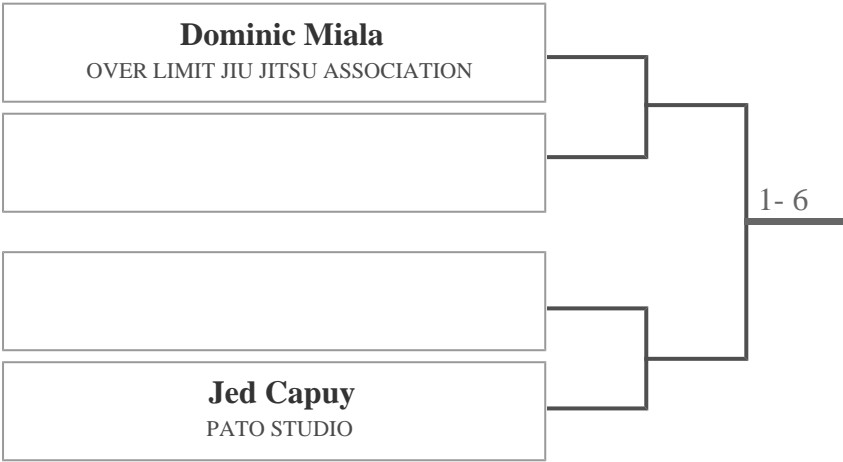 Dominic Miala
OVER LIMIT JIU JITSU ASSOCIATION
1- 6
Jed Capuy
PATO STUDIO